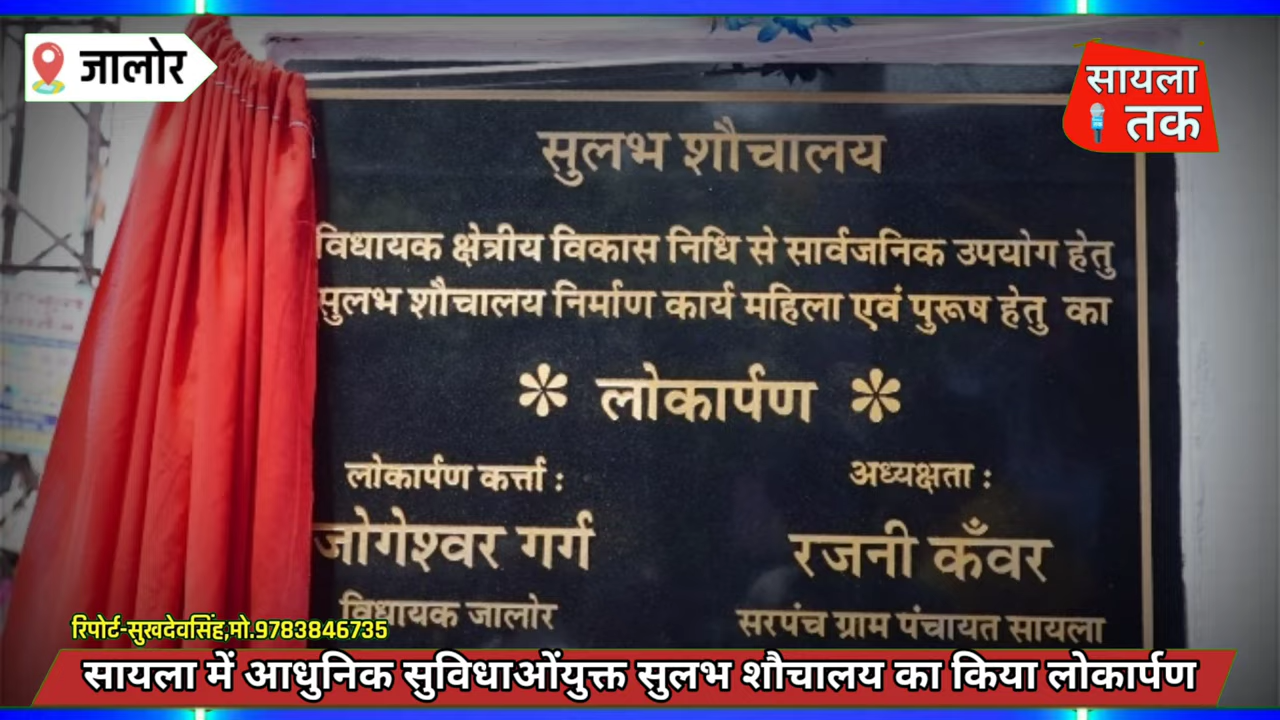 जालोर
सायला
तक
सुलभ शौचालय
विधायक क्षेत्रीय विकास निधि से सार्वजनिक उपयोग हेतु
सुलभ शौचालय निर्माण कार्य महिला एवं पुरूष हेतु का
लोकार्पण
लोकार्पण कर्त्ता :
अध्यक्षता :
जोगेश्वर गर्ग
रजनी कँवर
विधायक जालोर
सरपंच ग्राम पंचायत सायला
रिपोर्ट-सुखदेवसिंह,मो.9783846735
सायला में आधुनिक सुविधाओंयुक्त सुलभ शौचालय का किया लोकार्पण